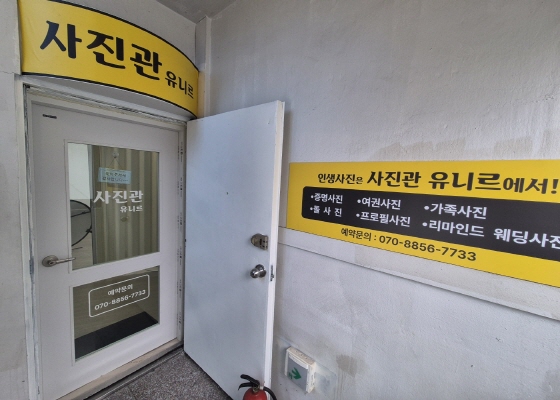 사진관 유니르
사진관
유니르
예약문의
070-8856-7733
인생사진은 사진관 유니르에서!
•증명사진 •여권사진 •가족사진
•돌 사 진 •프로필사진 •리마인드 웨딩사진
예약문의 : 070-8856-7733